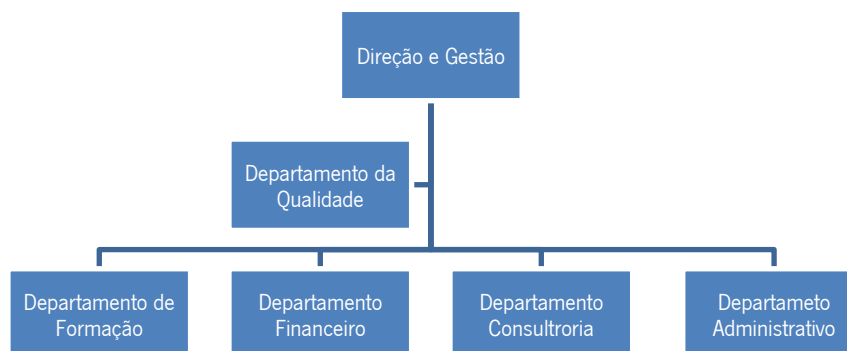 Direção e Gestão
Departamento da
Qualidade
Departamento de
Formação
Departamento
Financeiro
Departamento
Consultroria
Departameto
Administrativo